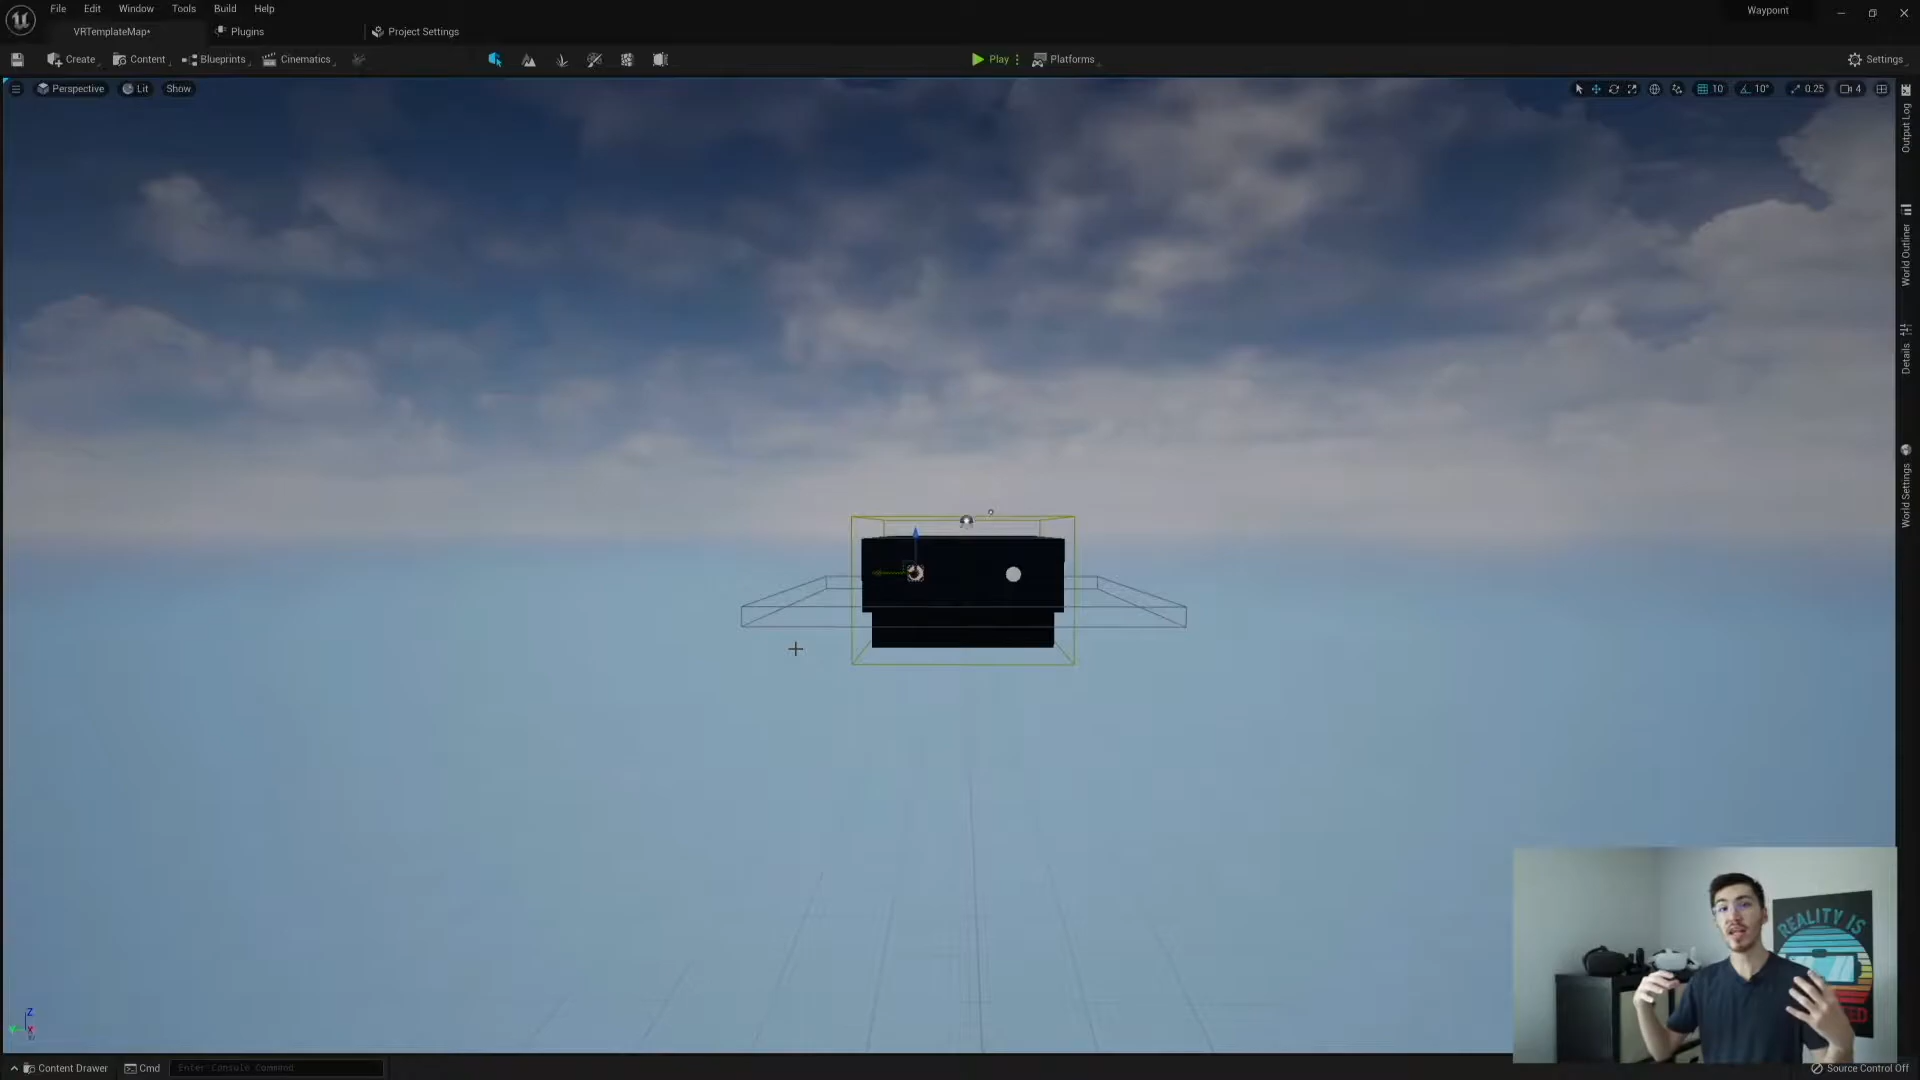 File Edit Window Tools Build Help
Waypoint
VRTemplateMap*
Plugins
Project Settings
Create
Content
Blueprints
Cinematics
Play
Platforms
Settings
Perspective
Lit
Show
10
10°
0.25
4
Output Log
World Outliner
Details
World Settings
REALITY IS
Z
Y
X
Content Drawer
Cmd
Enter Console Command
Source Control Off